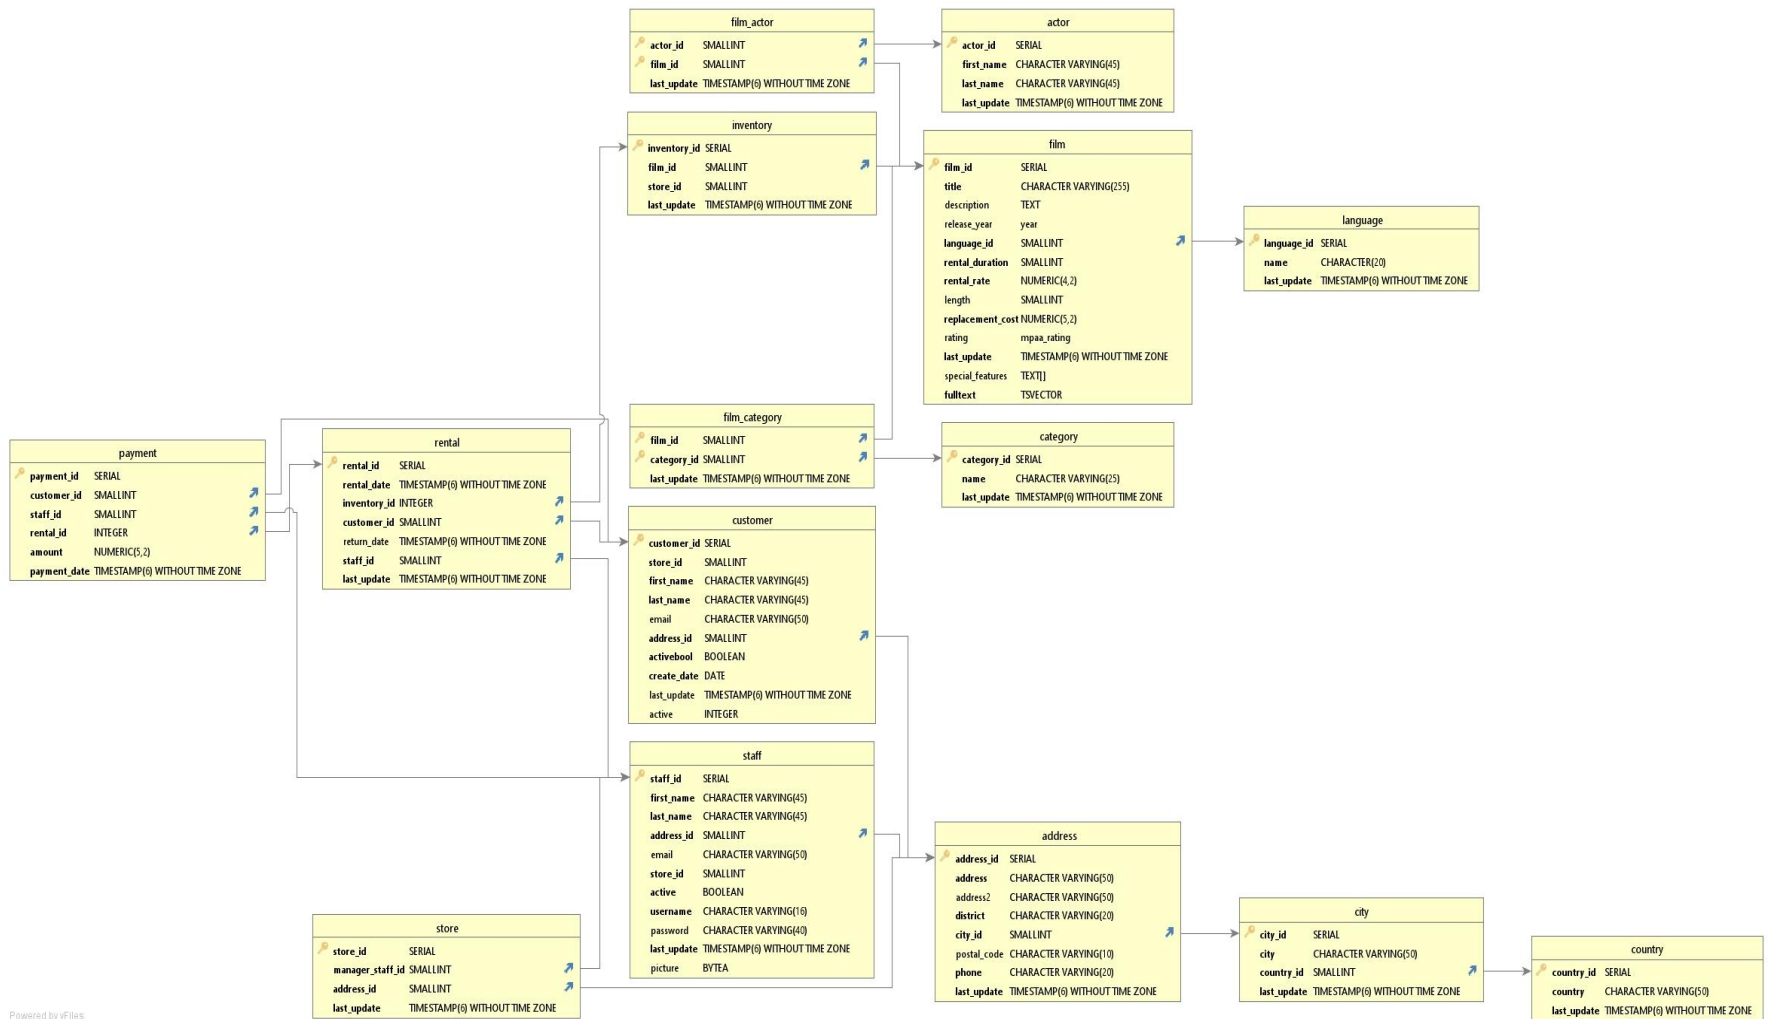 film_actor
actor_id SMALLINT
film_id SMALLINT
last_update TIMESTAMP(6) WITHOUT TIME ZONE
actor
actor_id SERIAL
first_name CHARACTER VARYING(45)
last_name CHARACTER VARYING(45)
last_update TIMESTAMP(6) WITHOUT TIME ZONE
inventory
inventory_id SERIAL
film_id SMALLINT
store_id SMALLINT
last_update TIMESTAMP(6) WITHOUT TIME ZONE
film
film_id SERIAL
title CHARACTER VARYING(255)
description TEXT
release_year year
language_id SMALLINT
rental_duration SMALLINT
rental_rate NUMERIC(4,2)
length SMALLINT
replacement_cost NUMERIC(5,2)
rating mpaa_rating
last_update TIMESTAMP(6) WITHOUT TIME ZONE
special_features TEXT[]
fulltext TSVECTOR
language
language_id SERIAL
name CHARACTER(20)
last_update TIMESTAMP(6) WITHOUT TIME ZONE
film_category
film_id SMALLINT
category_id SMALLINT
last_update TIMESTAMP(6) WITHOUT TIME ZONE
category
category_id SERIAL
name CHARACTER VARYING(25)
last_update TIMESTAMP(6) WITHOUT TIME ZONE
payment
payment_id SERIAL
customer_id SMALLINT
staff_id SMALLINT
rental_id INTEGER
amount NUMERIC(5,2)
payment_date TIMESTAMP(6) WITHOUT TIME ZONE
rental
rental_id SERIAL
rental_date TIMESTAMP(6) WITHOUT TIME ZONE
inventory_id INTEGER
customer_id SMALLINT
return_date TIMESTAMP(6) WITHOUT TIME ZONE
staff_id SMALLINT
last_update TIMESTAMP(6) WITHOUT TIME ZONE
customer
customer_id SERIAL
store_id SMALLINT
first_name CHARACTER VARYING(45)
last_name CHARACTER VARYING(45)
email CHARACTER VARYING(50)
address_id SMALLINT
activebool BOOLEAN
create_date DATE
last_update TIMESTAMP(6) WITHOUT TIME ZONE
active INTEGER
staff
staff_id SERIAL
first_name CHARACTER VARYING(45)
last_name CHARACTER VARYING(45)
address_id SMALLINT
email CHARACTER VARYING(50)
store_id SMALLINT
active BOOLEAN
username CHARACTER VARYING(16)
password CHARACTER VARYING(40)
last_update TIMESTAMP(6) WITHOUT TIME ZONE
picture BYTEA
store
store_id SERIAL
manager_staff_id SMALLINT
address_id SMALLINT
last_update TIMESTAMP(6) WITHOUT TIME ZONE
address
address_id SERIAL
address CHARACTER VARYING(50)
address2 CHARACTER VARYING(50)
district CHARACTER VARYING(20)
city_id SMALLINT
postal_code CHARACTER VARYING(10)
phone CHARACTER VARYING(20)
last_update TIMESTAMP(6) WITHOUT TIME ZONE
city
city_id SERIAL
city CHARACTER VARYING(50)
country_id SMALLINT
last_update TIMESTAMP(6) WITHOUT TIME ZONE
country
country_id SERIAL
country CHARACTER VARYING(50)
last_update TIMESTAMP(6) WITHOUT TIME ZONE
Powered by yFiles